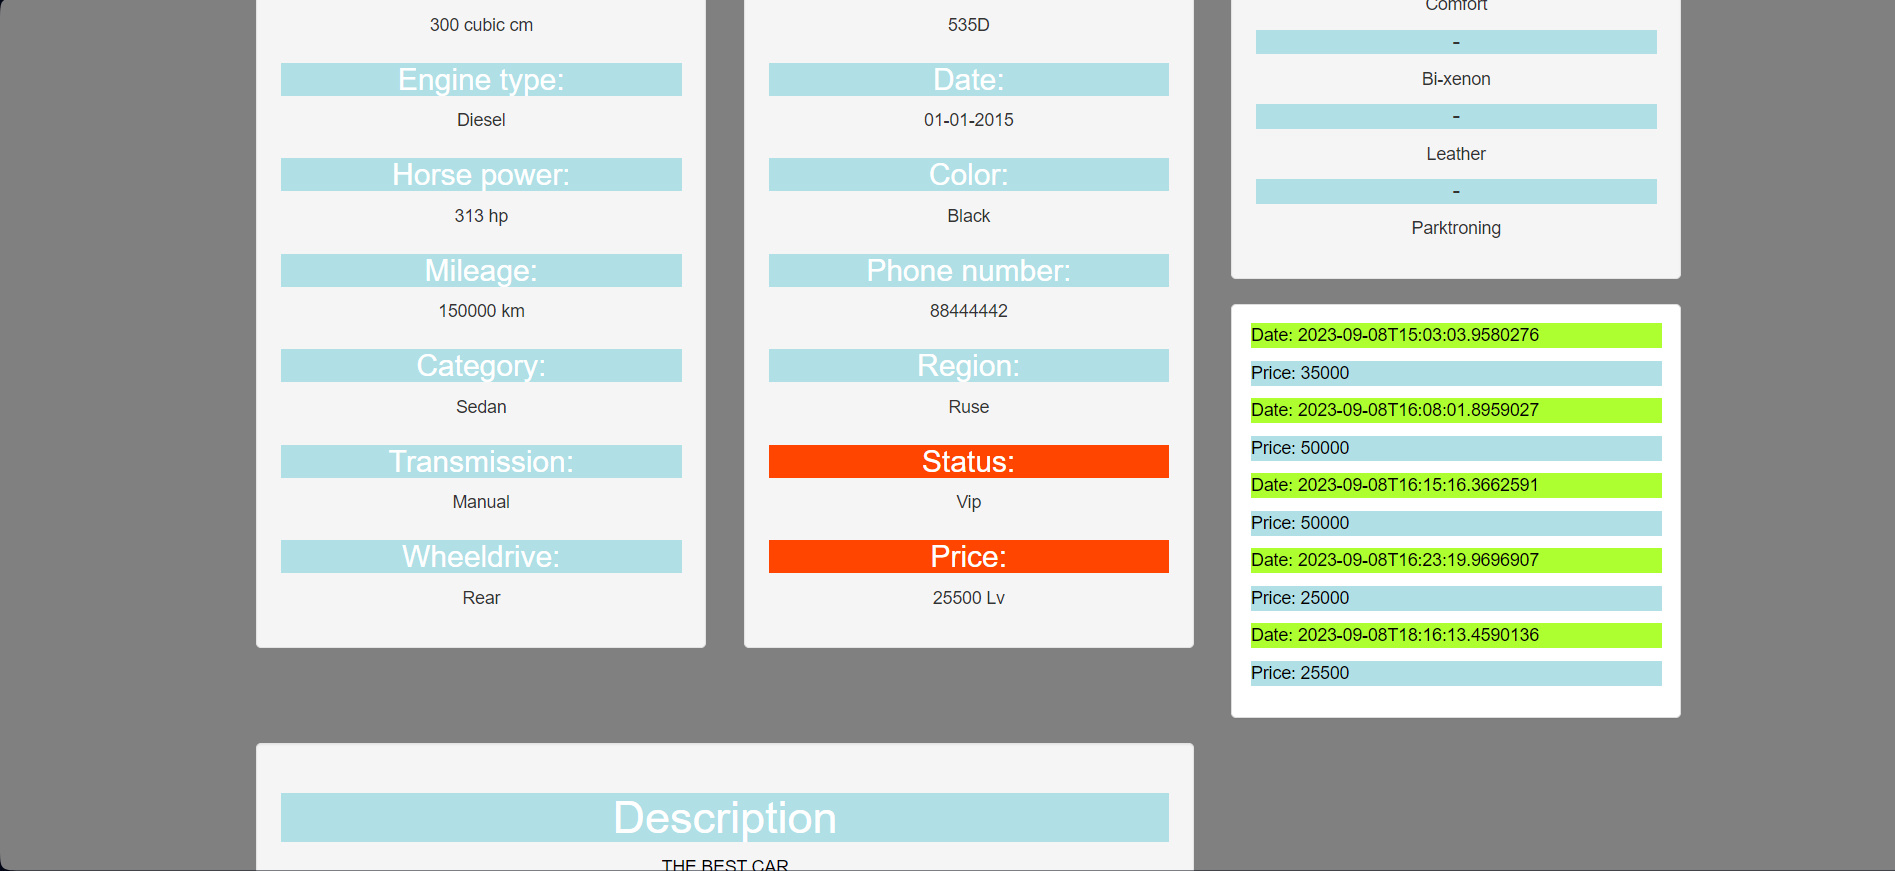 300 cubic cm
Engine type:
Diesel
Horse power:
313 hp
Mileage:
150000 km
Category:
Sedan
Transmission:
Manual
Wheeldrive:
Rear
535D
Date:
01-01-2015
Color:
Black
Phone number:
88444442
Region:
Ruse
Status:
Vip
Price:
25500 Lv
Comfort
-
Bi-xenon
-
Leather
-
Parktroning
Date: 2023-09-08T15:03:03.9580276
Price: 35000
Date: 2023-09-08T16:08:01.8959027
Price: 50000
Date: 2023-09-08T16:15:16.3662591
Price: 50000
Date: 2023-09-08T16:23:19.9696907
Price: 25000
Date: 2023-09-08T18:16:13.4590136
Price: 25500
Description
THE BEST CAR